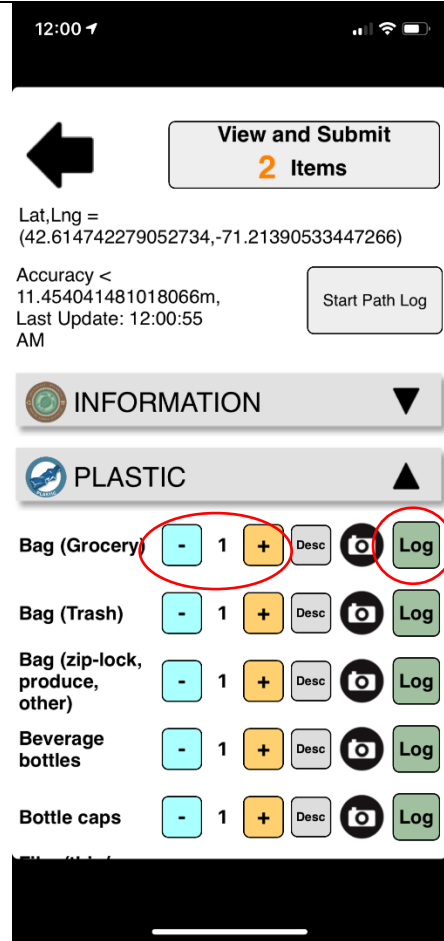 12:00
View and Submit
2 Items
Lat,Lng =
(42.614742279052734,-71.21390533447266)
Accuracy <
11.454041481018066m,
Last Update: 12:00:55
AM
Start Path Log
INFORMATION
PLASTIC
PLASTIC
Bag (Grocery) - 1 + Desc Log
Bag (Trash) - 1 + Desc Log
Bag (zip-lock,
produce,
other) - 1 + Desc Log
Beverage
bottles - 1 + Desc Log
Bottle caps - 1 + Desc Log